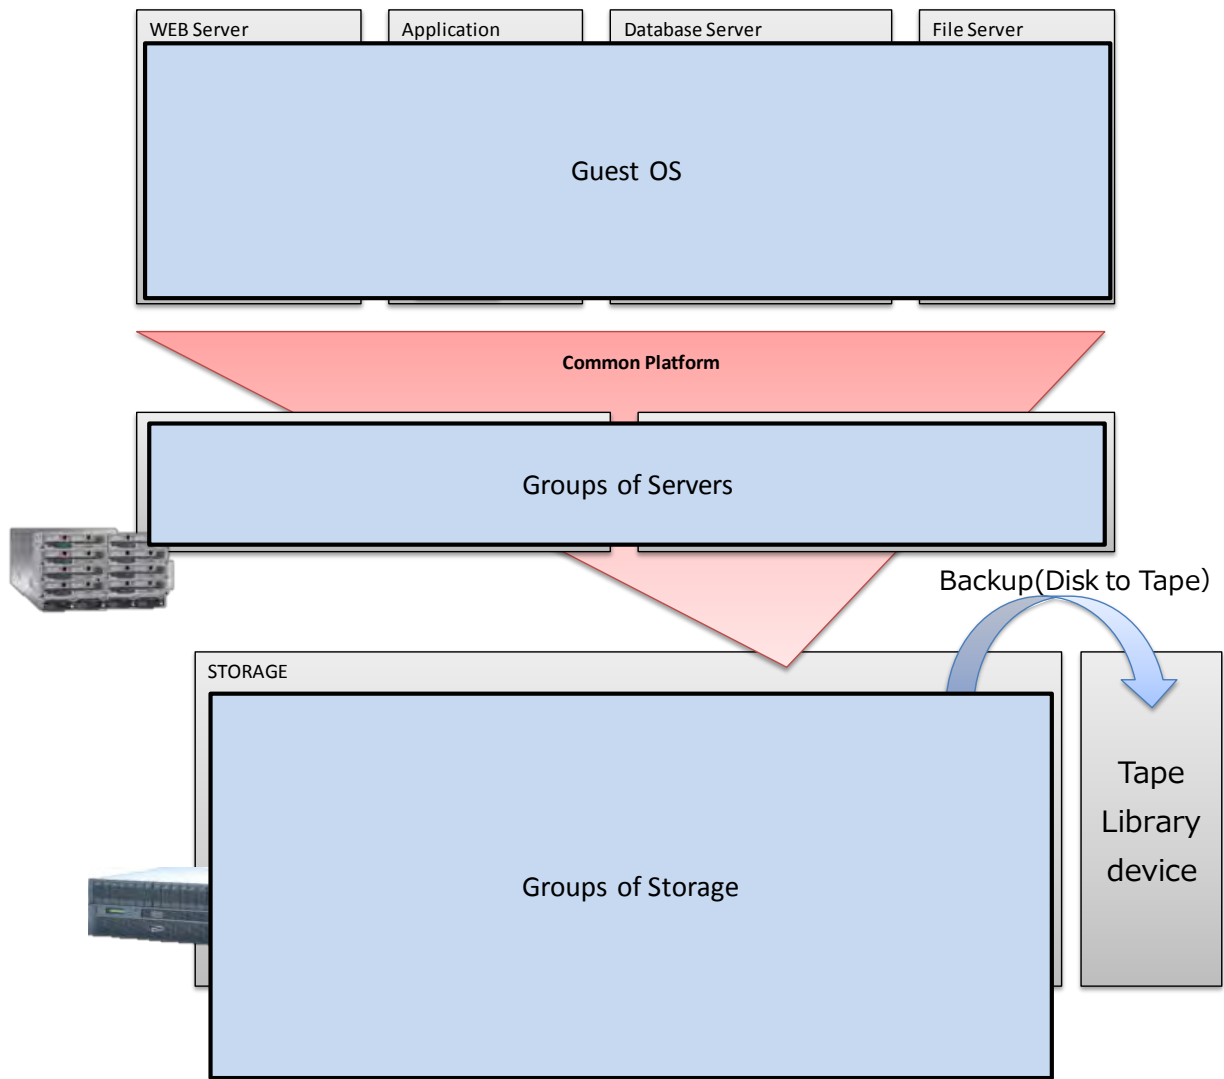 WEB Server
Application
Database Server
File Server
Guest OS
Common Platform
Groups of Servers
Backup(Disk to Tape）
STORAGE
Tape
Library
device
Groups of Storage